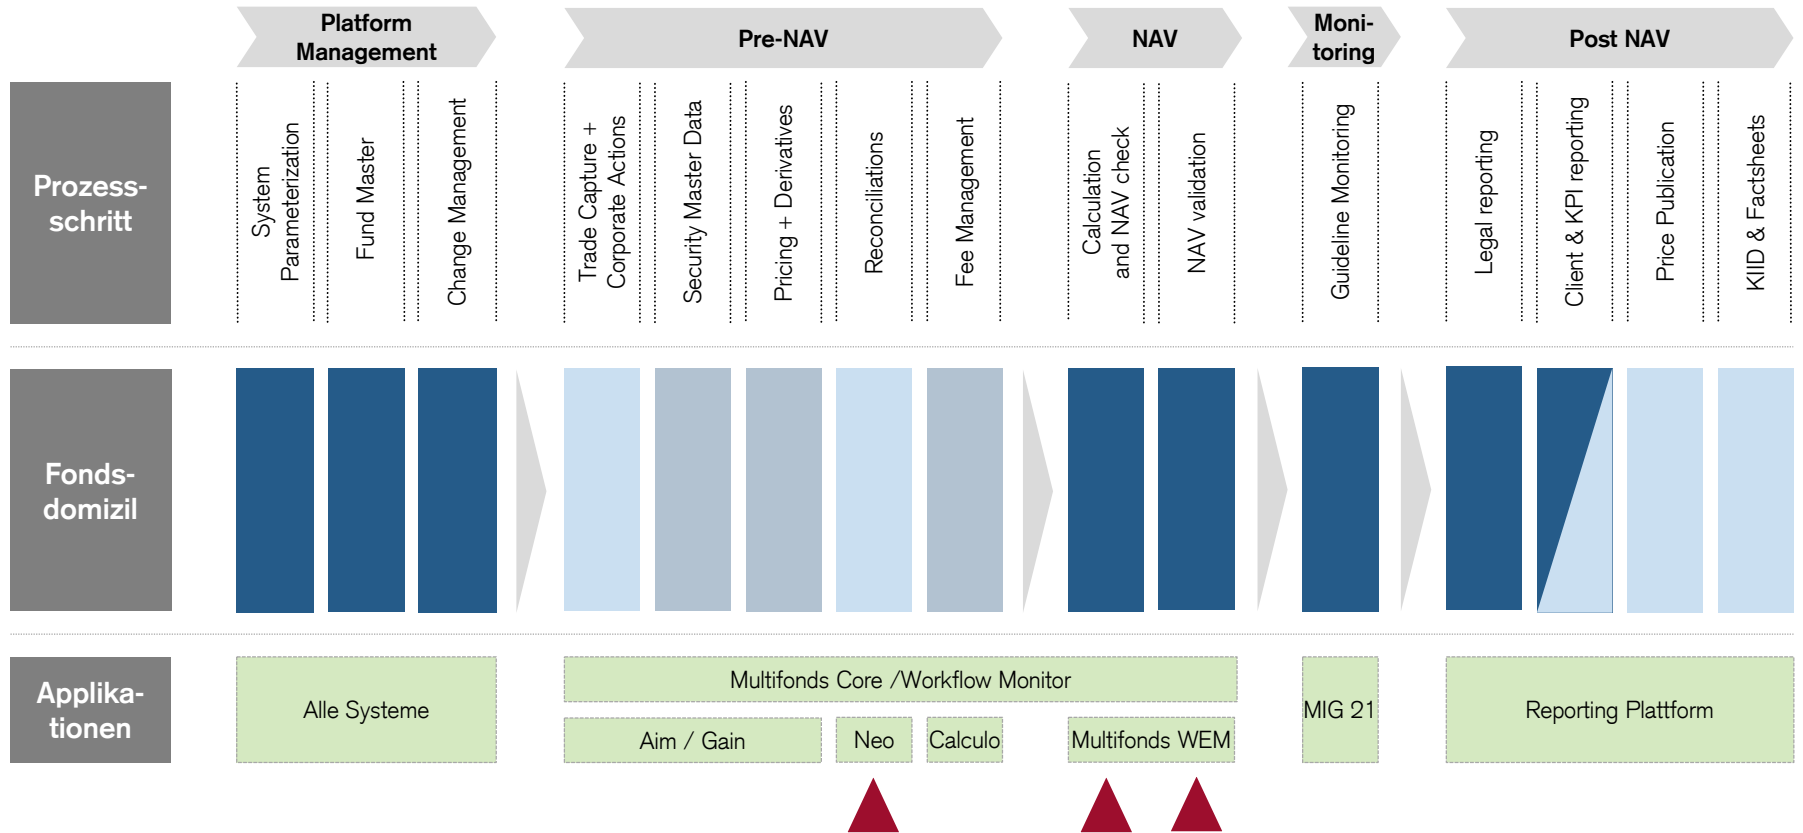 Platform
Management
Pre-NAV
NAV
Moni-
toring
Post NAV
Prozess-
schritt
System
Parameterization
Fund Master
Change Management
Trade Capture +
Corporate Actions
Security Master Data
Pricing + Derivatives
Reconciliations
Fee Management
Calculation
and NAV check
NAV validation
Guideline Monitoring
Legal reporting
Client & KPI reporting
Price Publication
KIID & Factsheets
Fonds-
domizil
Applika-
tionen
Alle Systeme
Multifonds Core /Workflow Monitor
Aim / Gain
Neo
Calculo
Multifonds WEM
MIG 21
Reporting Plattform